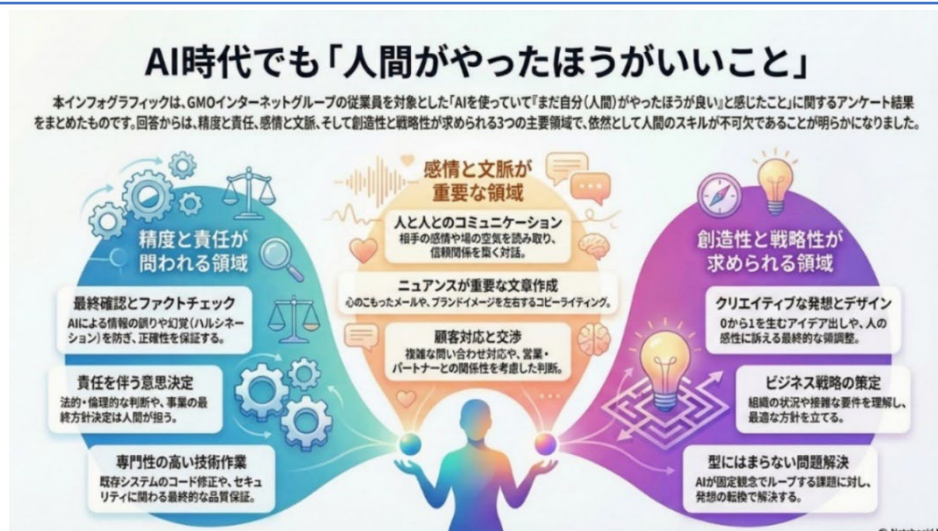 AI時代でも「人間がやったほうがいいこと」
本インフォグラフィックは、GMOインターネットグループの従業員を対象とした「AIを使っていて『まだ自分（人間）がやったほうが良い』と感じたこと」に関するアンケート結果
をまとめたものです。回答からは、精度と責任、感情と文脈、そして創造性と戦略性が求められる3つの主要領域で、依然として人間のスキルが不可欠であることが明らかになりました。
精度と責任が
問われる領域
最終確認とファクトチェック
AIによる情報の誤りや幻覚（ハルシネー
ション）を防ぎ、正確性を保証する。
責任を伴う意思決定
法的・倫理的な判断や、事業の最
終方針決定は人間が担う。
専門性の高い技術作業
既存システムのコード修正や、セキュ
リティに関わる最終的な品質保証。
感情と文脈が
重要な領域
人と人とのコミュニケーション
相手の感情や場の空気を読み取り、
信頼関係を築く対話。
ニュアンスが重要な文章作成
心のこもったメールや、ブランドイメージを左右するコピーライティング。
顧客対応と交渉
複雑な問い合わせ対応や、営業・
パートナーとの関係性を考慮した判断。
創造性と戦略性が
求められる領域
クリエイティブな発想とデザイン
0から1を生むアイデア出しや、人の
感性に訴える最終的な微調整。
ビジネス戦略の策定
組織の状況や複雑な要件を理解し、
最適な方針を立てる。
型にはまらない問題解決
AIが固定観念でループする課題に対し、
発想の転換で解決する。